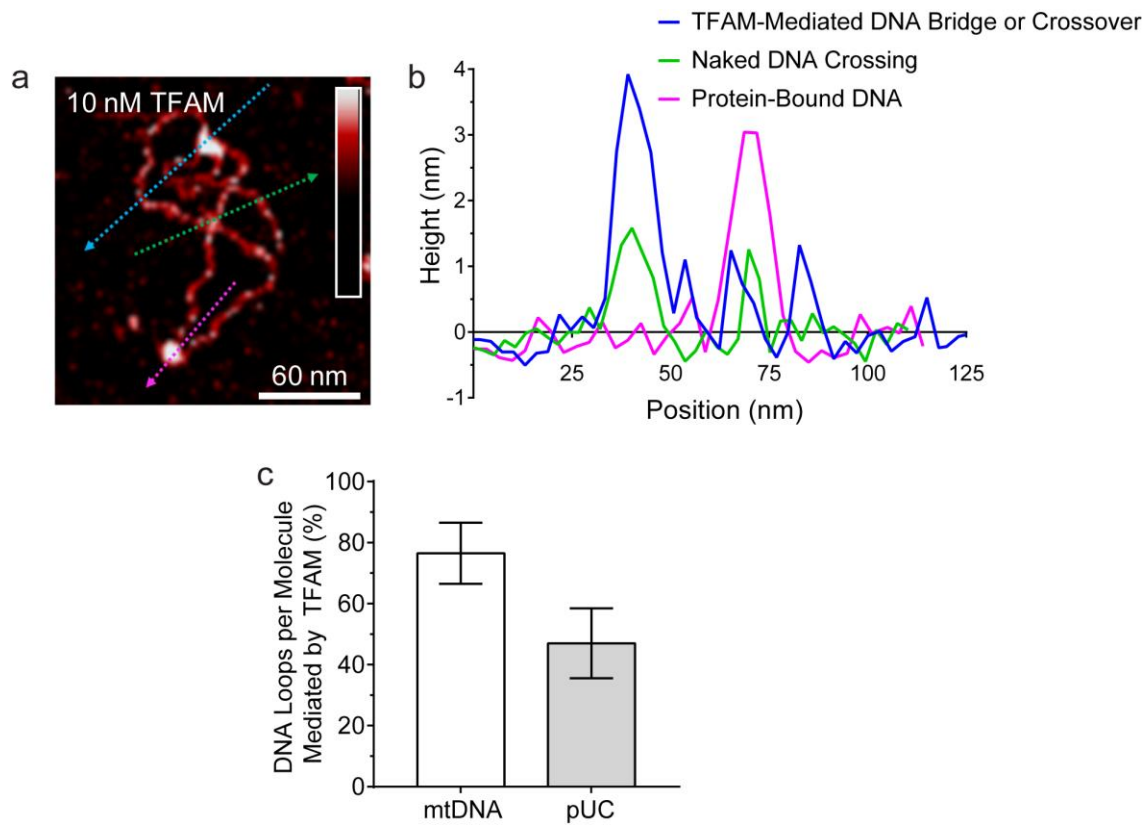 a
10 nM TFAM
60 nm
b
TFAM-Mediated DNA Bridge or Crossover
Naked DNA Crossing
Protein-Bound DNA
Height (nm)
4
3
2
1
0
-1
25
50
75
100
125
Position (nm)
c
DNA Loops per Molecule
Mediated by TFAM (%)
100
80
60
40
20
0
mtDNA
pUC